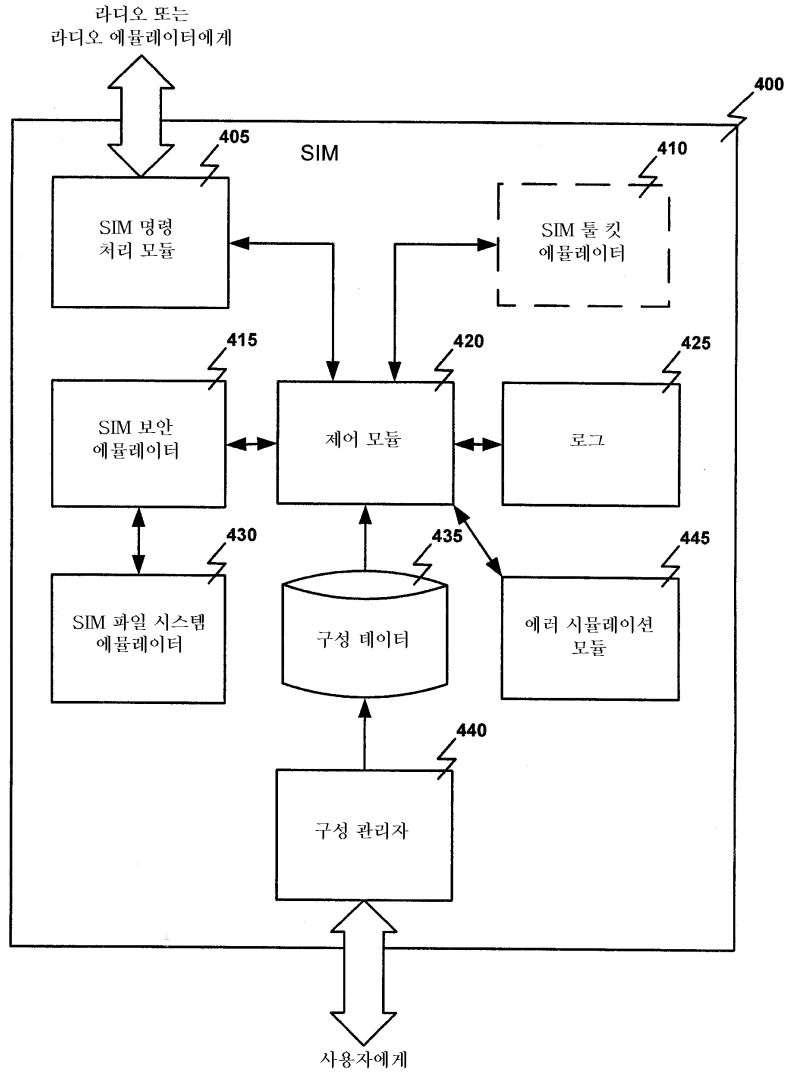 라디오 또는
라디오 에뮬레이터에게
400
405
SIM
410
SIM 명령
처리 모듈
SIM 툴 킷
에뮬레이터
415
420
425
SIM 보안
에뮬레이터
제어 모듈
로그
430
435
445
SIM 파일 시스템
에뮬레이터
구성 데이터
에러 시뮬레이션
모듈
440
구성 관리자
사용자에게